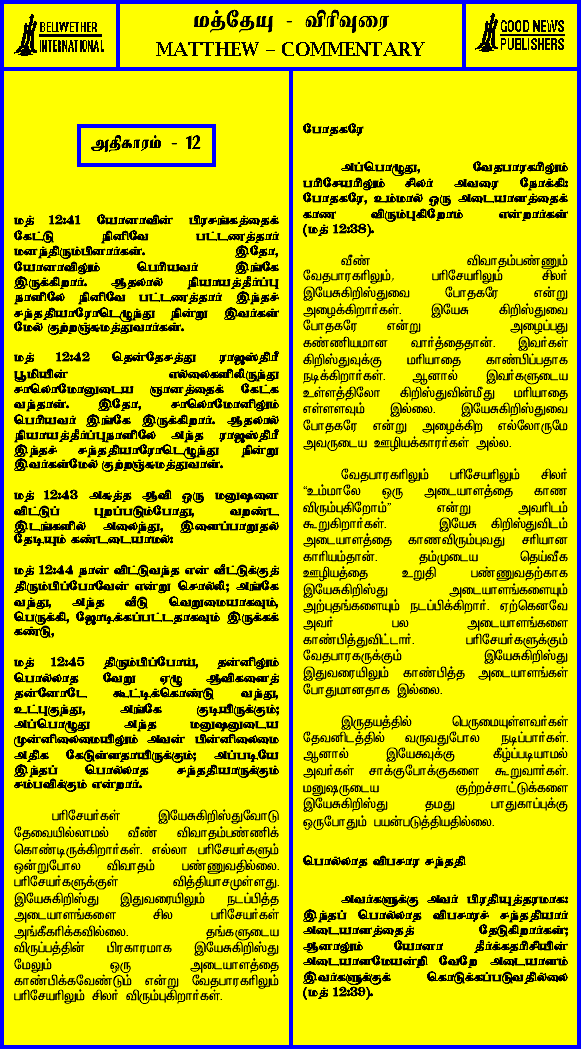 BELIWETHER
INTERNATIONAL
மத்தேயு - விரிவுரை
MATTHEW – COMMENTARY
GOOD NEWS
PUBLISHERS
அதிகாரம் - 12
மத் 12:41 யோனாவின் பிரசங்கத்தைக்
கேட்டு நினிவே பட்டணத்தார்
மனந்திரும்பினார்கள். இதோ,
யோனாவிலும் பெரியவர் இங்கே
இருக்கிறார். ஆதலால் நியாயத்தீர்ப்பு
நாளிலே நினிவே பட்டணத்தார் இந்தச்
சந்ததியாரோடெழுந்து நின்று இவர்கள்
மேல் குற்றஞ்சுமத்துவார்கள்.
மத் 12:42 தென்தேசத்து ராஜஸ்திரீ
பூமியின் எல்லைகளிலிருந்து
சாலொமோனுடைய ஞானத்தைக் கேட்க
வந்தாள். இதோ, சாலொமோனிலும்
பெரியவர் இங்கே இருக்கிறார். ஆதலால்
நியாயத்தீர்ப்புநாளிலே அந்த ராஜஸ்திரீ
இந்தச் சந்ததியாரோடெழுந்து நின்று
இவர்கள்மேல் குற்றஞ்சுமத்துவாள்.
மத் 12:43 அசுத்த ஆவி ஒரு மனுஷனை
விட்டுப் புறப்படும்போது, வறண்ட
இடங்களில் அலைந்து, இளைப்பாறுதல்
தேடியும் கண்டடையாமல்:
மத் 12:44 நான் விட்டுவந்த என் வீட்டுக்குத்
திரும்பிப்போவேன் என்று சொல்லி; அங்கே
வந்து, அந்த வீடு வெறுமையாகவும்,
பெருக்கி, ஜோடிக்கப்பட்டதாகவும் இருக்கக்
கண்டு,
மத் 12:45 திரும்பிப்போய், தன்னிலும்
பொல்லாத வேறு ஏழு ஆவிகளைத்
தன்னோடே கூட்டிக்கொண்டு வந்து,
உட்புகுந்து, அங்கே குடியிருக்கும்;
அப்பொழுது அந்த மனுஷனுடைய
முன்னிலைமையிலும் அவன் பின்னிலைமை
அதிக கேடுள்ளதாயிருக்கும்; அப்படியே
இந்தப் பொல்லாத சந்ததியாருக்கும்
சம்பவிக்கும் என்றார்.
பரிசேயர்கள் இயேசுகிறிஸ்துவோடு
தேவையில்லாமல் வீண் விவாதம்பண்ணிக்
கொண்டிருக்கிறார்கள். எல்லா பரிசேயர்களும்
ஒன்றுபோல விவாதம் பண்ணுவதில்லை.
பரிசேயர்களுக்குள் வித்தியாசமுள்ளது.
இயேசுகிறிஸ்து இதுவரையிலும் நடப்பித்த
அடையாளங்களை சில பரிசேயர்கள்
அங்கீகரிக்கவில்லை. தங்களுடைய
விருப்பத்தின் பிரகாரமாக இயேசுகிறிஸ்து
மேலும் ஒரு அடையாளத்தை
காண்பிக்கவேண்டும் என்று வேதபாரகரிலும்
பரிசேயரிலும் சிலர் விரும்புகிறார்கள்.
போதகரே
அப்பொழுது, வேதபாரகரிலும்
பரிசேயரிலும் சிலர் அவரை நோக்கி:
போதகரே, உம்மால் ஒரு அடையாளத்தைக்
காண விரும்புகிறோம் என்றார்கள்
(மத் 12:38).
வீண் விவாதம்பண்ணும்
வேதபாரகரிலும், பரிசேயரிலும் சிலர்
இயேசுகிறிஸ்துவை போதகரே என்று
அழைக்கிறார்கள். இயேசு கிறிஸ்துவை
போதகரே என்று அழைப்பது
கண்ணியமான வார்த்தைதான். இவர்கள்
கிறிஸ்துவுக்கு மரியாதை காண்பிப்பதாக
நடிக்கிறார்கள். ஆனால் இவர்களுடைய
உள்ளத்திலோ கிறிஸ்துவின்மீது மரியாதை
எள்ளளவும் இல்லை. இயேசுகிறிஸ்துவை
போதகரே என்று அழைக்கிற எல்லோருமே
அவருடைய ஊழியக்காரர்கள் அல்ல.
வேதபாரகரிலும் பரிசேயரிலும் சிலர்
“உம்மாலே ஒரு அடையாளத்தை காண
விரும்புகிறோம்” என்று அவரிடம்
கூறுகிறார்கள். இயேசு கிறிஸ்துவிடம்
அடையாளத்தை காணவிரும்புவது சரியான
காரியம்தான். தம்முடைய தெய்வீக
ஊழியத்தை உறுதி பண்ணுவதற்காக
இயேசுகிறிஸ்து அடையாளங்களையும்
அற்புதங்களையும் நடப்பிக்கிறார். ஏற்கெனவே
அவர் பல அடையாளங்களை
காண்பித்துவிட்டார். பரிசேயர்களுக்கும்
வேதபாரகருக்கும் இயேசுகிறிஸ்து
இதுவரையிலும் காண்பித்த அடையாளங்கள்
போதுமானதாக இல்லை.
இருதயத்தில் பெருமையுள்ளவர்கள்
தேவனிடத்தில் வருவதுபோல நடிப்பார்கள்.
ஆனால் இயேசுவுக்கு கீழ்ப்படியாமல்
அவர்கள் சாக்குபோக்குகளை கூறுவார்கள்.
மனுஷருடைய குற்றச்சாட்டுக்களை
இயேசுகிறிஸ்து தமது பாதுகாப்புக்கு
ஒருபோதும் பயன்படுத்தியதில்லை.
பொல்லாத விபசார சந்ததி
அவர்களுக்கு அவர் பிரதியுத்தரமாக:
இந்தப் பொல்லாத விபசாரச் சந்ததியார்
அடையாளத்தைத் தேடுகிறார்கள்;
ஆனாலும் யோனா தீர்க்கதரிசியின்
அடையாளமேயன்றி வேறே அடையாளம்
இவர்களுக்குக் கொடுக்கப்படுவதில்லை
(மத் 12:39).